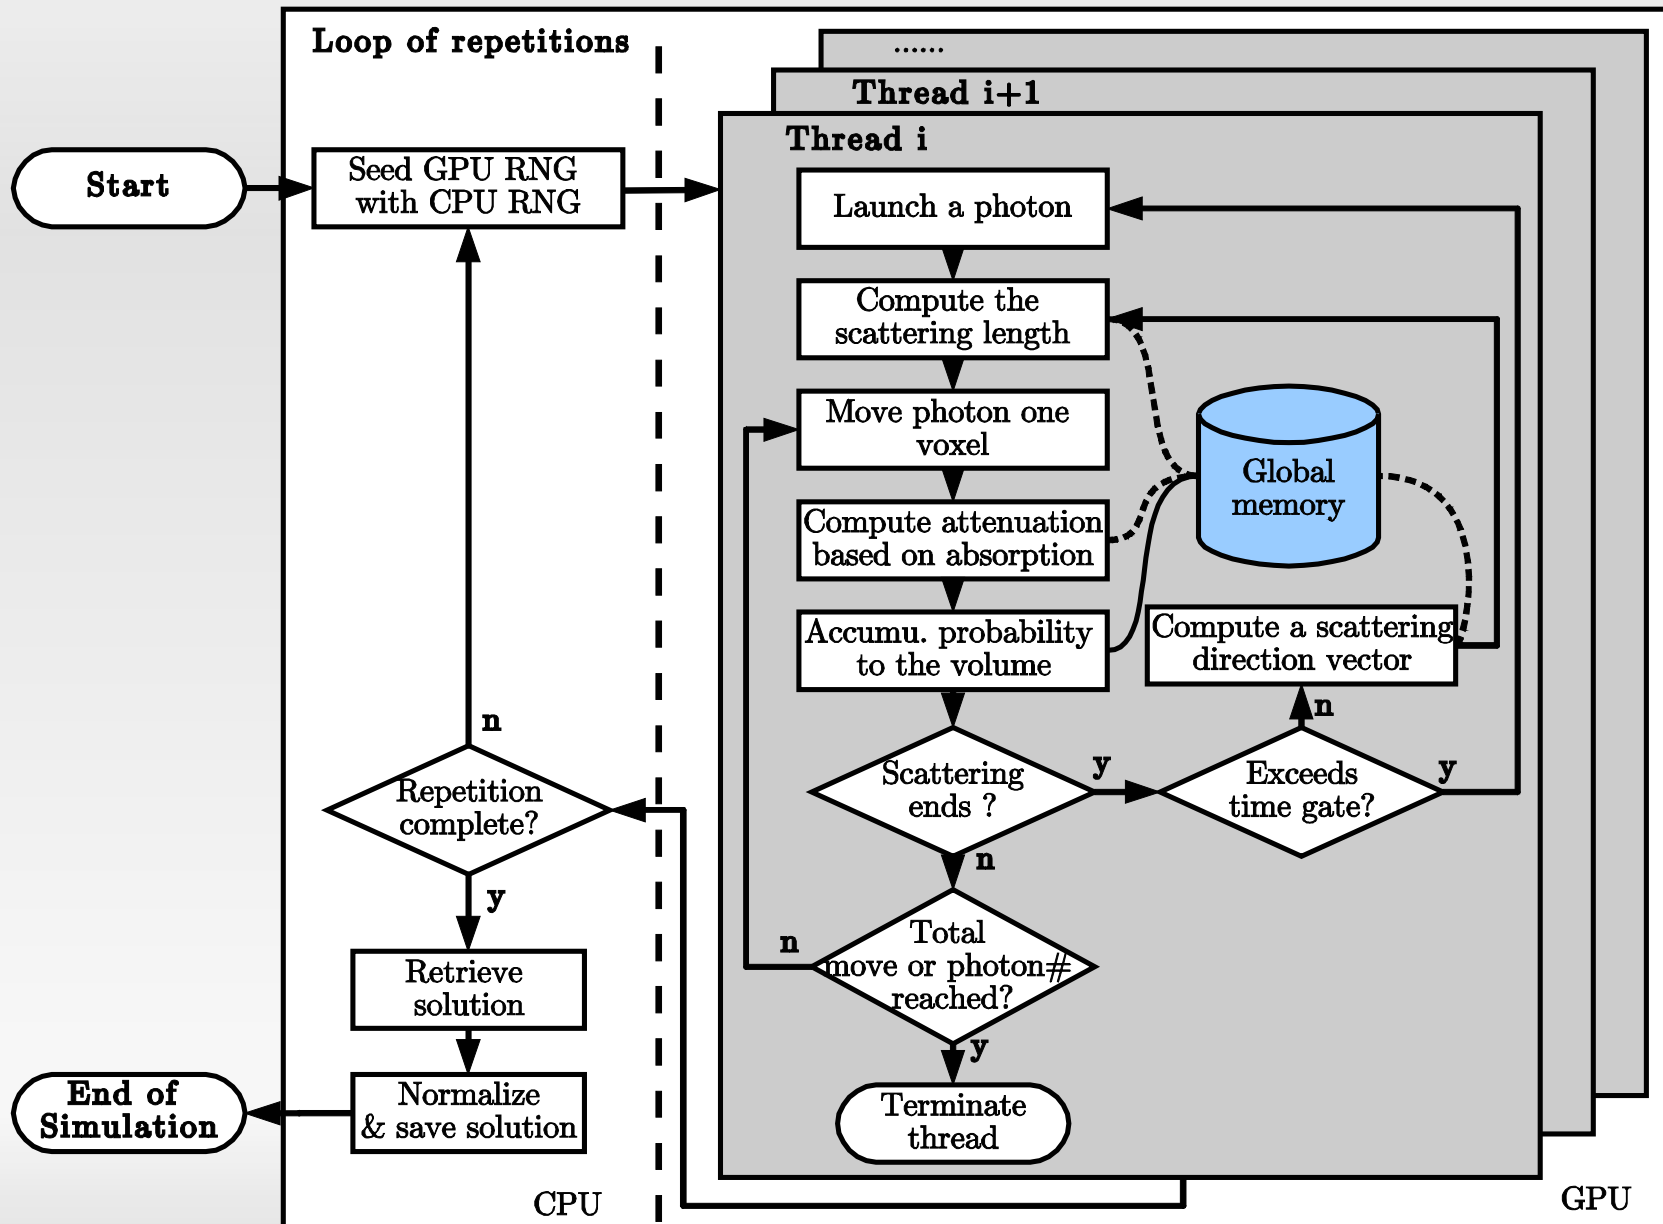 Loop of repetitions
......
Thread i+1
Thread i
Start
Seed GPU RNG
with CPU RNG
Launch a photon
Compute the
scattering length
Move photon one
voxel
Global
memory
Compute attenuation
based on absorption
Accumu. probability
to the volume
Compute a scattering
direction vector
n
n
Scattering
ends ?
y
Exceeds
time gate?
y
Repetition
complete?
n
y
n
Total
move or photon#
reached?
y
Retrieve
solution
Normalize
& save solution
End of
Simulation
Terminate
thread
CPU
GPU